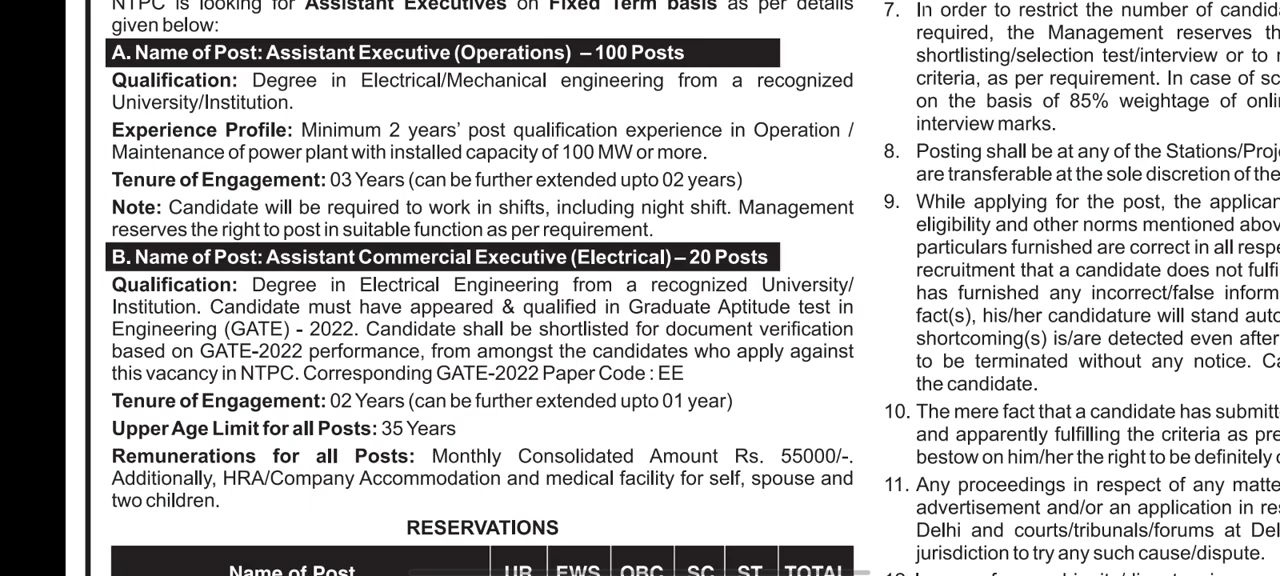 NTPC is looking for Assistant Executives on Fixed Term basis as per details
given below:
A. Name of Post: Assistant Executive (Operations) – 100 Posts
Qualification: Degree in Electrical/Mechanical engineering from a recognized
University/Institution.
Experience Profile: Minimum 2 years' post qualification experience in Operation /
Maintenance of power plant with installed capacity of 100 MW or more.
Tenure of Engagement: 03 Years (can be further extended upto 02 years)
Note: Candidate will be required to work in shifts, including night shift. Management
reserves the right to post in suitable function as per requirement.
B. Name of Post: Assistant Commercial Executive (Electrical) – 20 Posts
Qualification: Degree in Electrical Engineering from a recognized University/
Institution. Candidate must have appeared & qualified in Graduate Aptitude test in
Engineering (GATE) - 2022. Candidate shall be shortlisted for document verification
based on GATE-2022 performance, from amongst the candidates who apply against
this vacancy in NTPC. Corresponding GATE-2022 Paper Code : EE
Tenure of Engagement: 02 Years (can be further extended upto 01 year)
Upper Age Limit for all Posts: 35 Years
Remunerations for all Posts: Monthly Consolidated Amount Rs. 55000/-.
Additionally, HRA/Company Accommodation and medical facility for self, spouse and
two children.
RESERVATIONS
Name of Post UR EWS OBC SC ST TOTAL
7. In order to restrict the number of
required, the Management reserves
shortlisting/selection test/interview or to
criteria, as per requirement. In case of
on the basis of 85% weightage of
interview marks.
8. Posting shall be at any of the
are transferable at the sole discretion of the
9. While applying for the post, the
eligibility and other norms mentioned
particulars furnished are correct in all
recruitment that a candidate does not
has furnished any incorrect/false
fact(s), his/her candidature will stand
shortcoming(s) is/are detected even after
to be terminated without any notice.
the candidate.
10. The mere fact that a candidate has
and apparently fulfilling the criteria as
bestow on him/her the right to be definitely
11. Any proceedings in respect of any
advertisement and/or an application in
Delhi and courts/tribunals/forums at
jurisdiction to try any such cause/dispute.